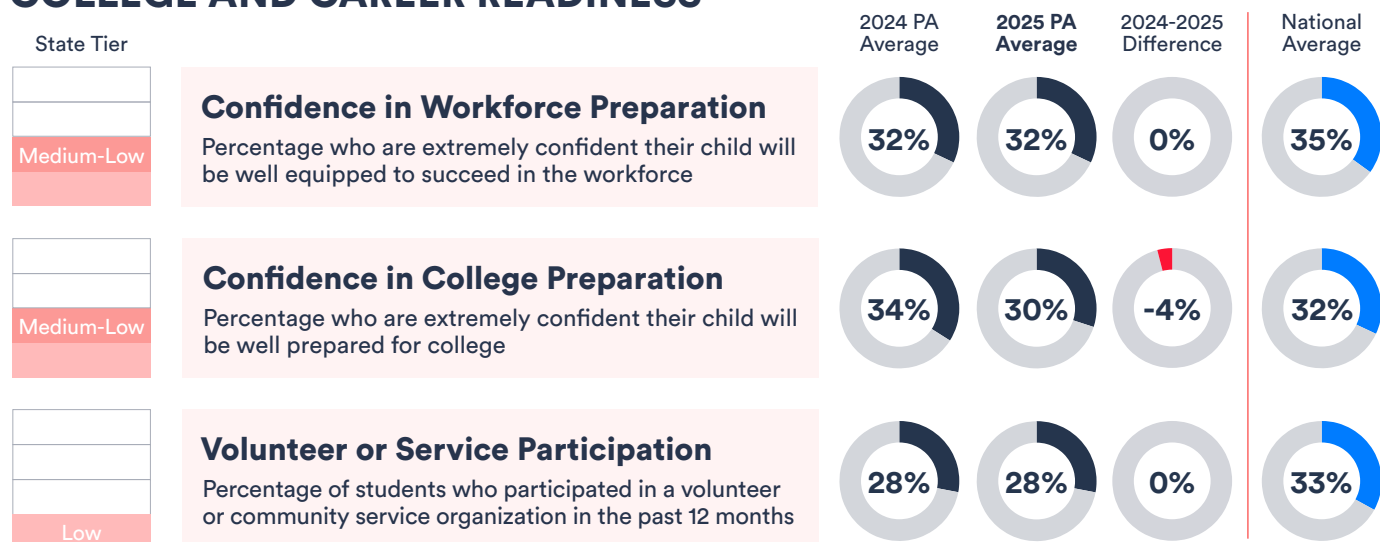 COLLEGE AND CAREER READINESS
State Tier
2024 PA
Average
2025 PA
Average
2024-2025
Difference
National
Average
Medium-Low
Confidence in Workforce Preparation
Percentage who are extremely confident their child will
be well equipped to succeed in the workforce
32%
32%
0%
35%
Medium-Low
Confidence in College Preparation
Percentage who are extremely confident their child will
be well prepared for college
34%
30%
-4%
32%
Low
Volunteer or Service Participation
Percentage of students who participated in a volunteer
or community service organization in the past 12 months
28%
28%
0%
33%